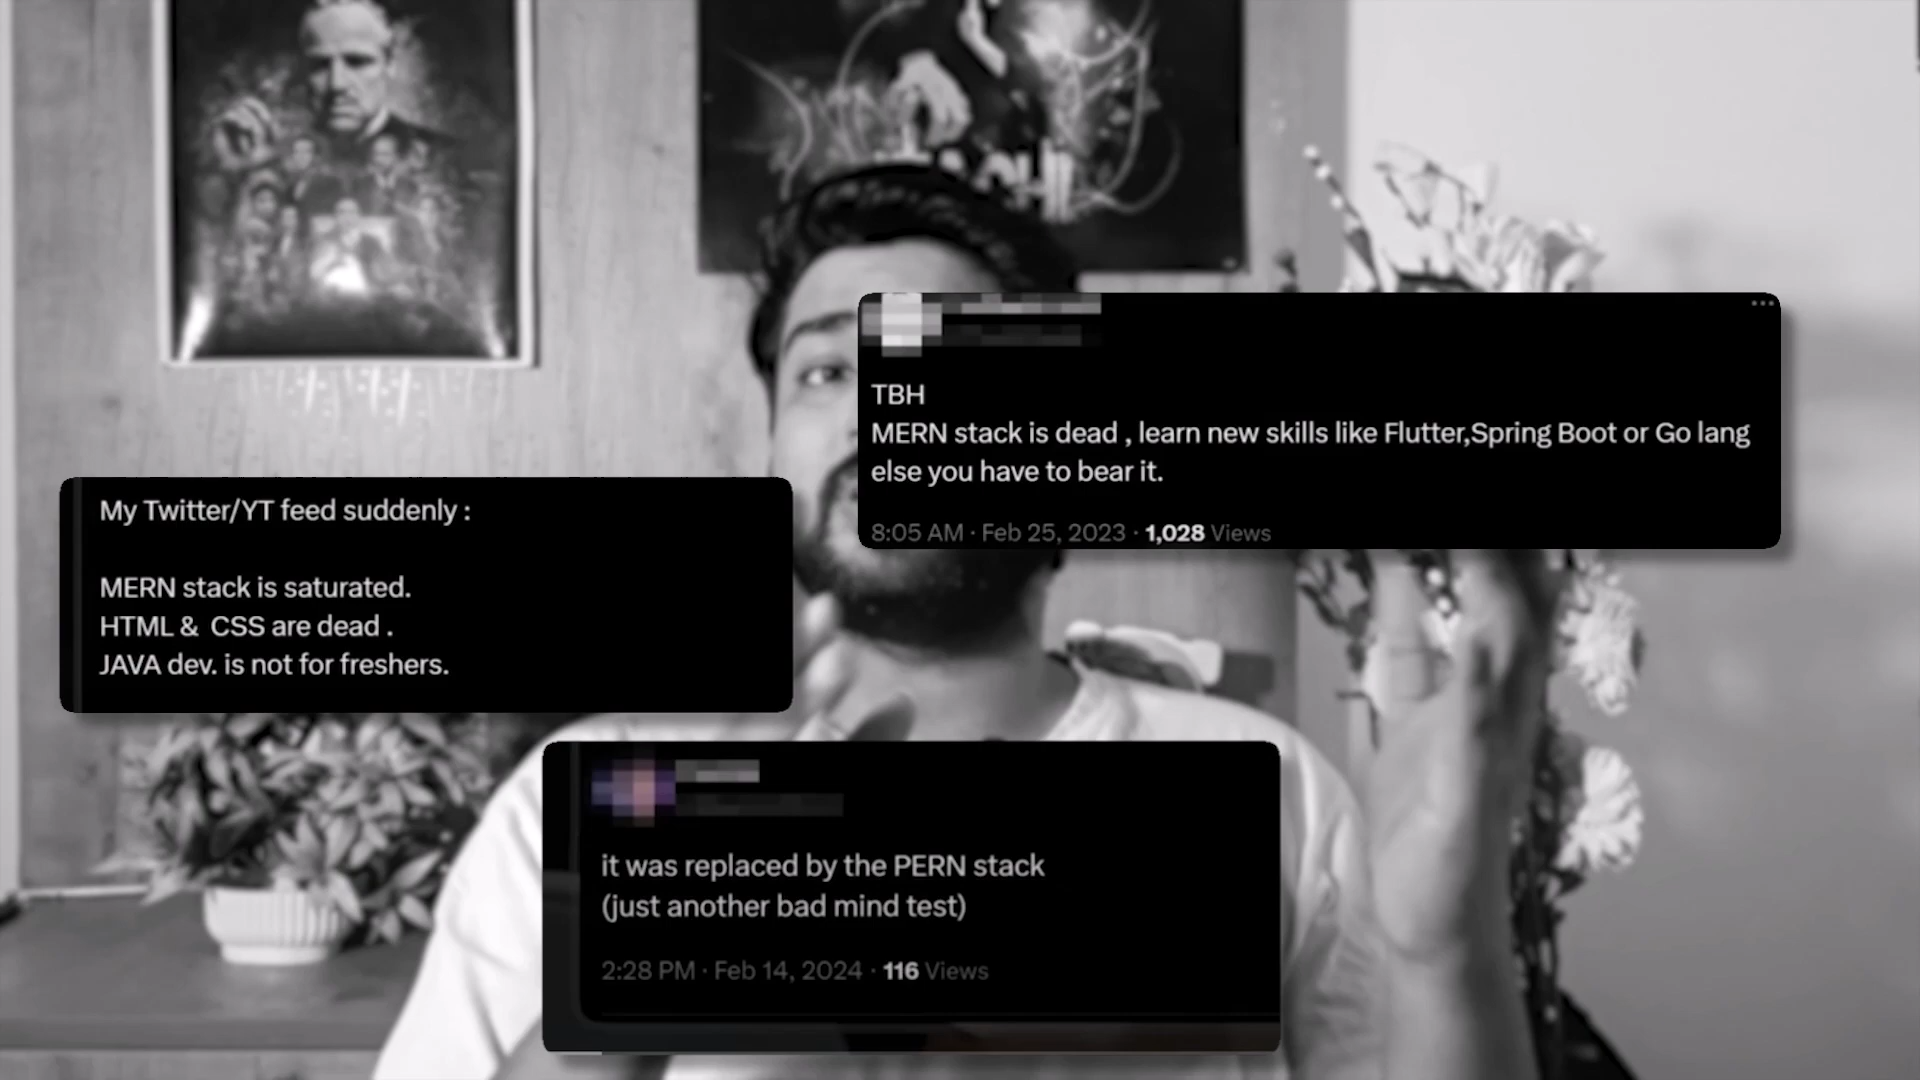 TBH
MERN stack is dead , learn new skills like Flutter,Spring Boot or Go lang
else you have to bear it.
8:05 AM · Feb 25, 2023 · 1,028 Views
My Twitter/YT feed suddenly :
MERN stack is saturated.
HTML &  CSS are dead .
JAVA dev. is not for freshers.
it was replaced by the PERN stack
(just another bad mind test)
2:28 PM · Feb 14, 2024 · 116 Views